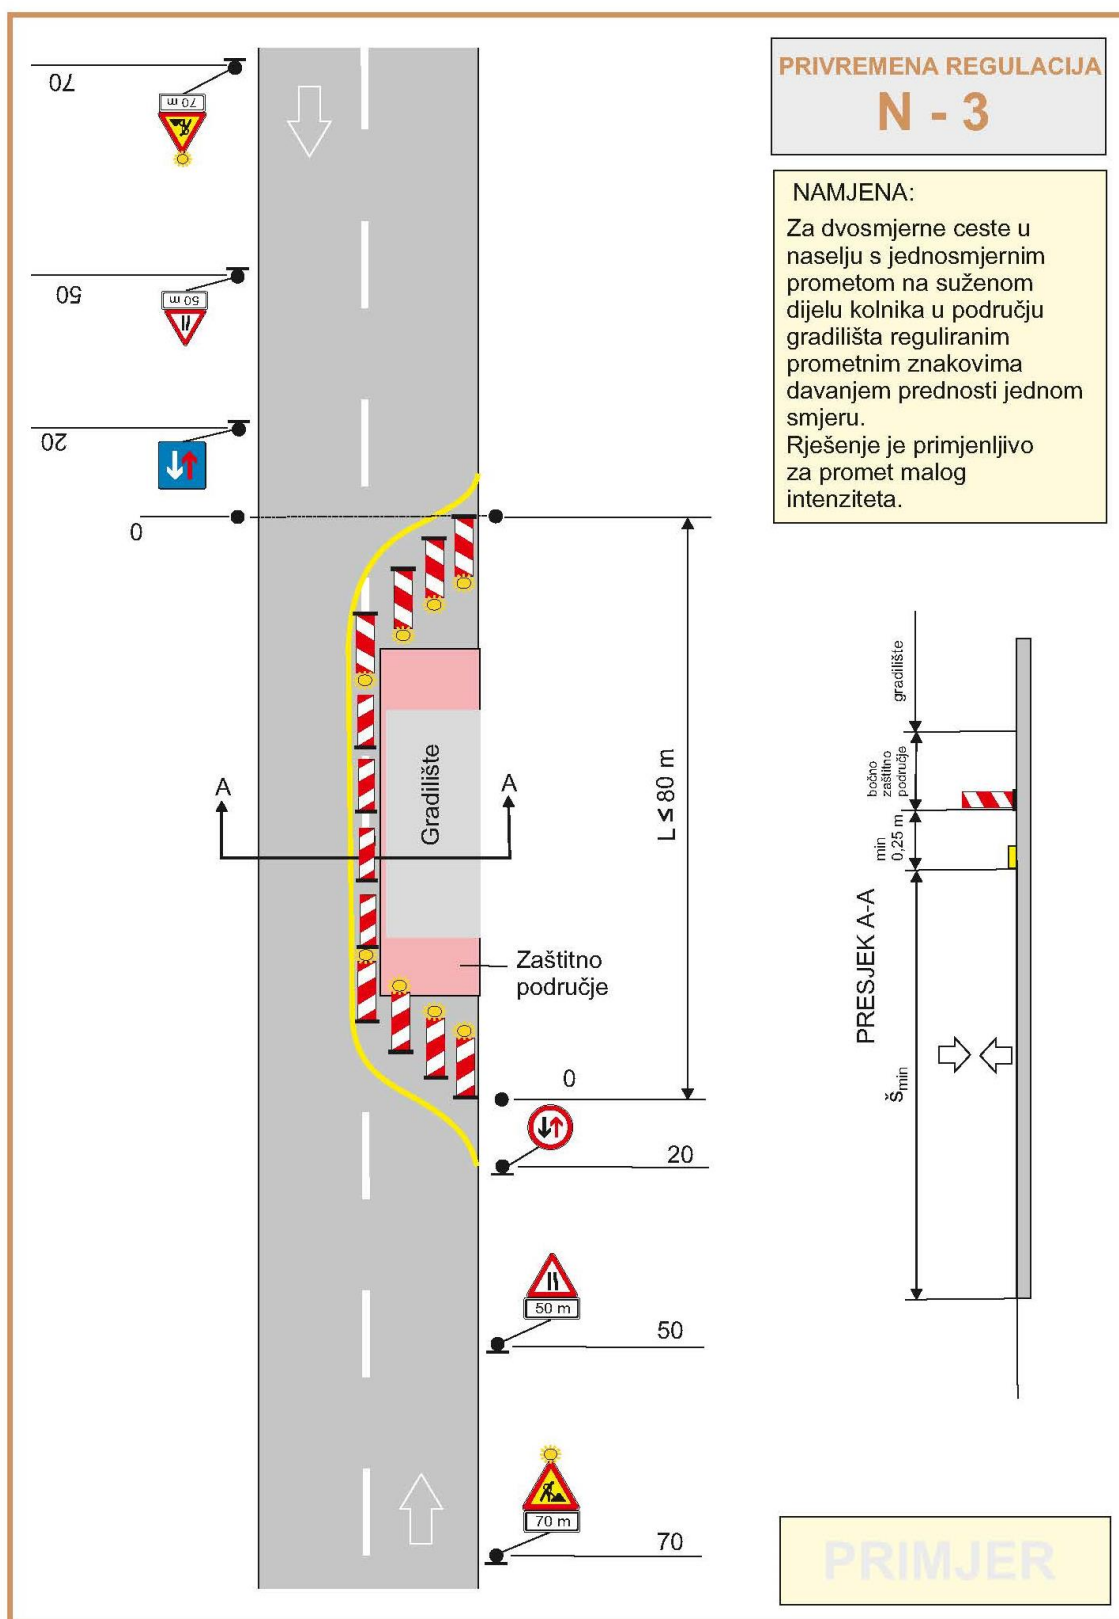 PRIVREMENA REGULACIJA
N - 3
NAMJENA:
Za dvosmjerne ceste u
naselju s jednosmjernim
prometom na suženom
dijelu kolnika u području
gradilišta reguliranim
prometnim znakovima
davanjem prednosti jednom
smjeru.
Rješenje je primjenljivo
za promet malog
intenziteta.
70
70 m
50
50 m
20
0
A
A
Gradilište
L ≤ 80 m
Zaštitno
područje
0
20
50 m
50
70 m
70
gradilište
bočno
zaštitno
područje
min
0,25 m
PRESJEK A-A
Šmin
PRIMJER